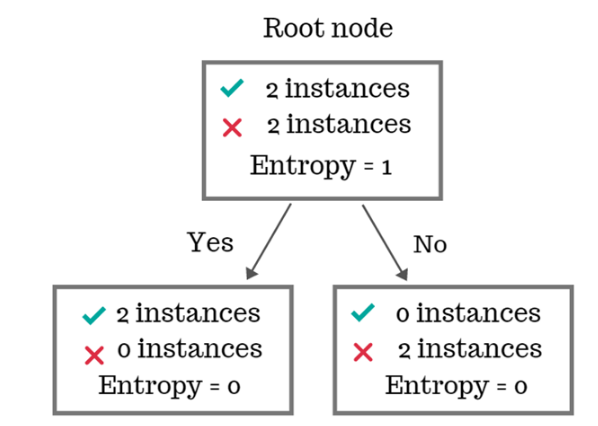 Root node
✓ 2 instances
✗ 2 instances
Entropy = 1
Yes
No
✓ 2 instances
✗ 0 instances
Entropy = 0
✓ 0 instances
✗ 2 instances
Entropy = 0